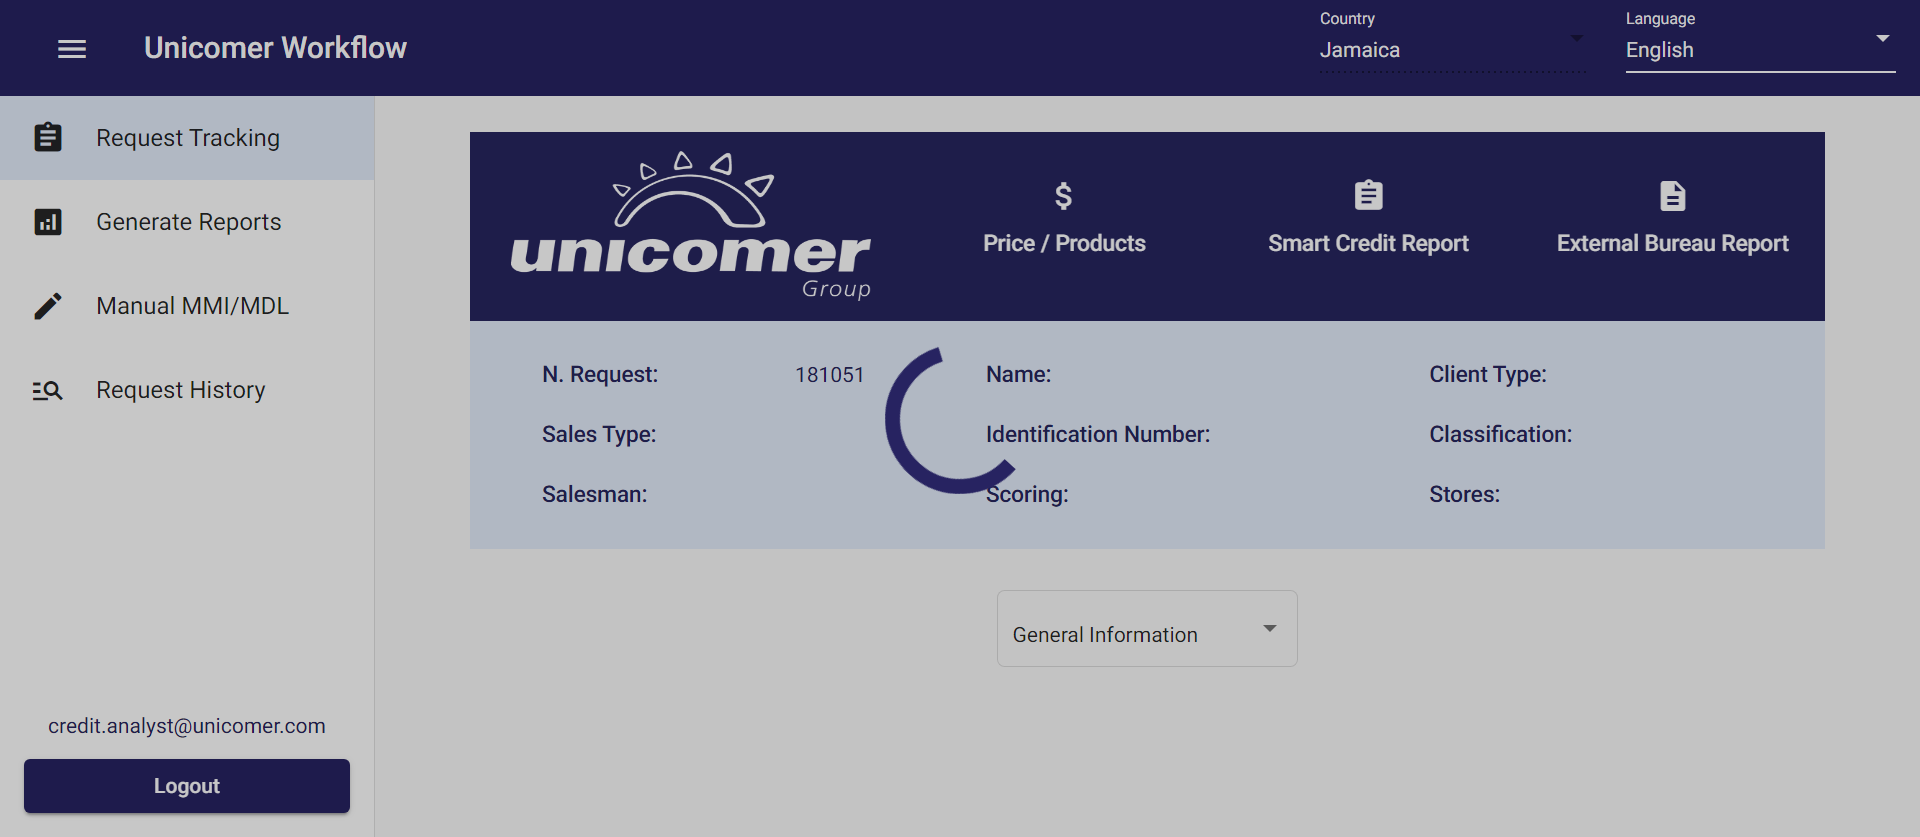 Unicomer Workflow
Country
Jamaica
Language
English
Request Tracking
Generate Reports
Manual MMI/MDL
Request History
credit.analyst@unicomer.com
Logout
unicomer
Group
Price / Products
Smart Credit Report
External Bureau Report
N. Request: 181051
Name:
Client Type:
Sales Type:
Identification Number:
Classification:
Salesman:
Scoring:
Stores:
General Information